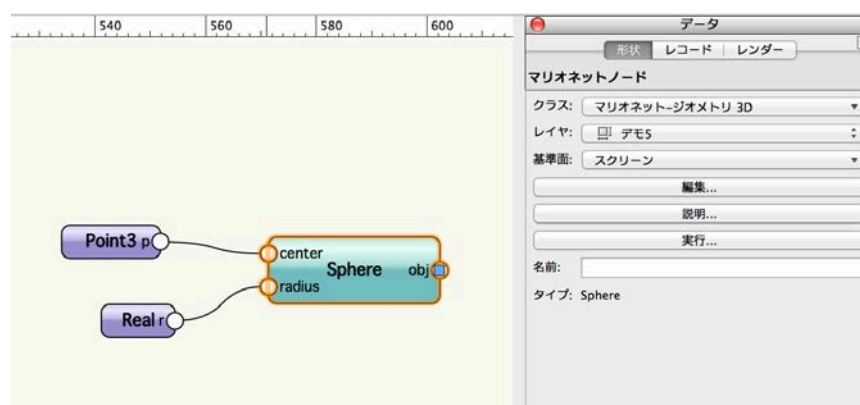 540 560 580 600
Point3 p
center
Sphere obj
radius
Real r
データ
形状 レコード レンダー
マリオネットノード
クラス: マリオネット-ジオメトリ 3D
レイヤ: デモ5
基準面: スクリーン
編集...
説明...
実行...
名前:
タイプ: Sphere